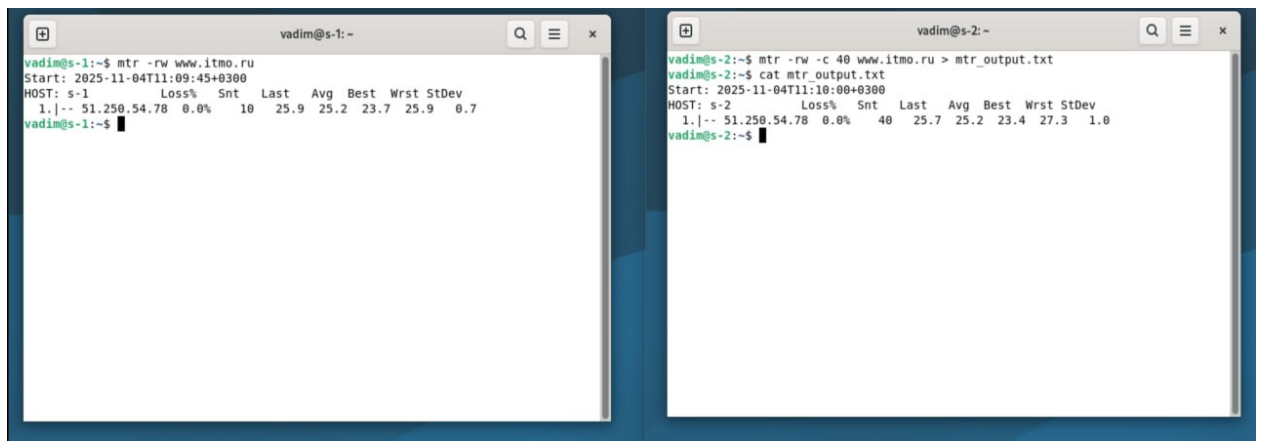 vadim@s-1: ~
vadim@s-1:~$ mtr -rw www.itmo.ru
Start: 2025-11-04T11:09:45+0300
HOST: s-1 Loss% Snt Last Avg Best Wrst StDev
1.|-- 51.250.54.78 0.0% 10 25.9 25.2 23.7 25.9 0.7
vadim@s-1:~$
vadim@s-2: ~
vadim@s-2:~$ mtr -rw -c 40 www.itmo.ru > mtr_output.txt
vadim@s-2:~$ cat mtr_output.txt
Start: 2025-11-04T11:10:00+0300
HOST: s-2 Loss% Snt Last Avg Best Wrst StDev
1.|-- 51.250.54.78 0.0% 40 25.7 25.2 23.4 27.3 1.0
vadim@s-2:~$